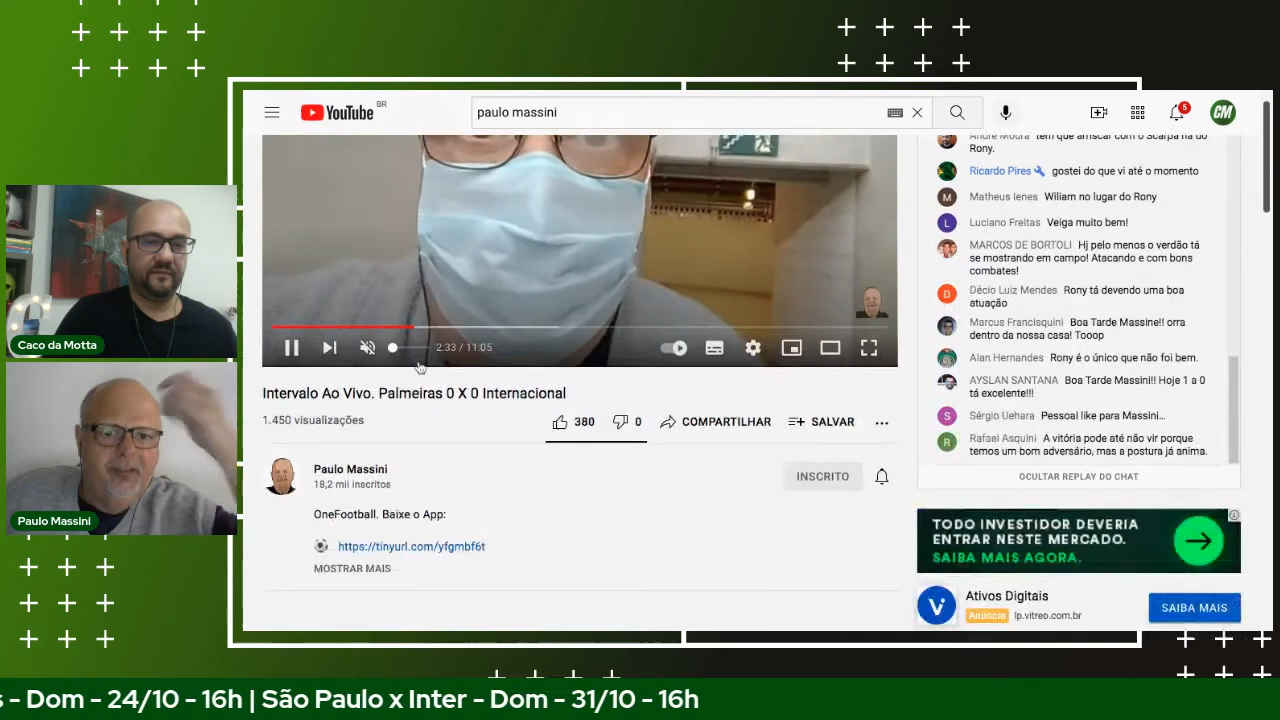 YouTube BR
paulo massini
5
CM
André Moura tem que arriscar com o Scarpa na do
Rony.
Ricardo Pires gostei do que vi até o momento
M
Matheus Ienes Wiliam no lugar do Rony
L
Luciano Freitas Veiga muito bem!
MARCOS DE BORTOLI Hj pelo menos o verdão tá
se mostrando em campo! Atacando e com bons
combates!
D
Décio Luiz Mendes Rony tá devendo uma boa
atuação
Marcus Francisquini Boa Tarde Massine!! orra
dentro da nossa casa! Tooop
Alan Hernandes Rony é o único que não foi bem.
AYSLAN SANTANA Boa Tarde Massini!! Hoje 1 a 0
tá excelente!!!
S
Sérgio Uehara Pessoal like para Massini...
R
Rafael Asquini A vitória pode até não vir porque
temos um bom adversário, mas a postura já anima.
OCULTAR REPLAY DO CHAT
2:33 / 11:05
Intervalo Ao Vivo. Palmeiras 0 X 0 Internacional
1.450 visualizações
380
0
COMPARTILHAR
SALVAR
Paulo Massini
18,2 mil inscritos
INSCRITO
OneFootball. Baixe o App:
https://tinyurl.com/yfgmbf6t
MOSTRAR MAIS
TODO INVESTIDOR DEVERIA
ENTRAR NESTE MERCADO.
SAIBA MAIS AGORA.
Ativos Digitais
Anúncio lp.vitreo.com.br
SAIBA MAIS
Caco da Motta
Paulo Massini
s - Dom - 24/10 - 16h | São Paulo x Inter - Dom - 31/10 - 16h